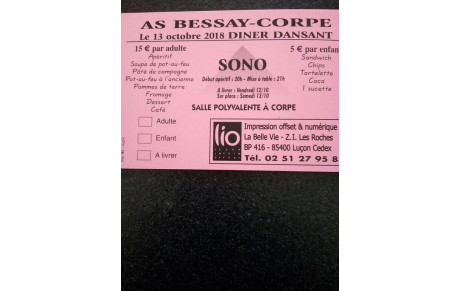 AS BESSAY-CORPE
Le 13 octobre 2018 DINER DANSANT
15 € par adulte
Apéritif
Soupe de pot-au-feu
Pâté de campagne
Pot-au-feu à l'ancienne
Pommes de terre
Fromage
Dessert
Café
SONO
Début apéritif : 20h - Mise à table : 21h
A livrer : Vendredi 12/10
Sur place : Samedi 13/10
5 € par enfan
Sandwich
Chips
Tartelette
Coca
1 sucette
SALLE POLYVALENTE À CORPE
Adulte
Enfant
A livrer
lio
Impression offset & numérique
La Belle Vie - Z.I. Les Roches
BP 416 - 85400 Luçon Cedex
Tél. 02 51 27 95 8